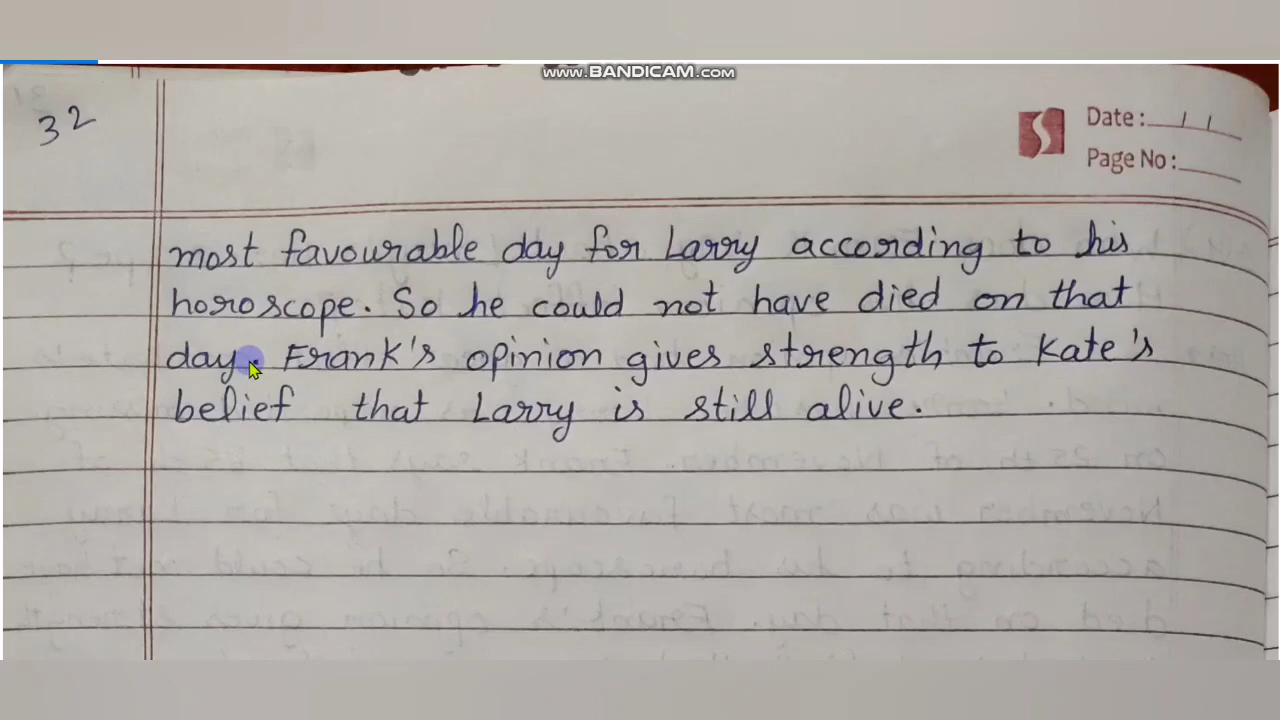 www.BANDICAM.com
32
Date: / /
Page No:
most favourable day for Larry according to his
horoscope. So he could not have died on that
day. Frank's opinion gives strength to Kate's
belief that Larry is still alive.